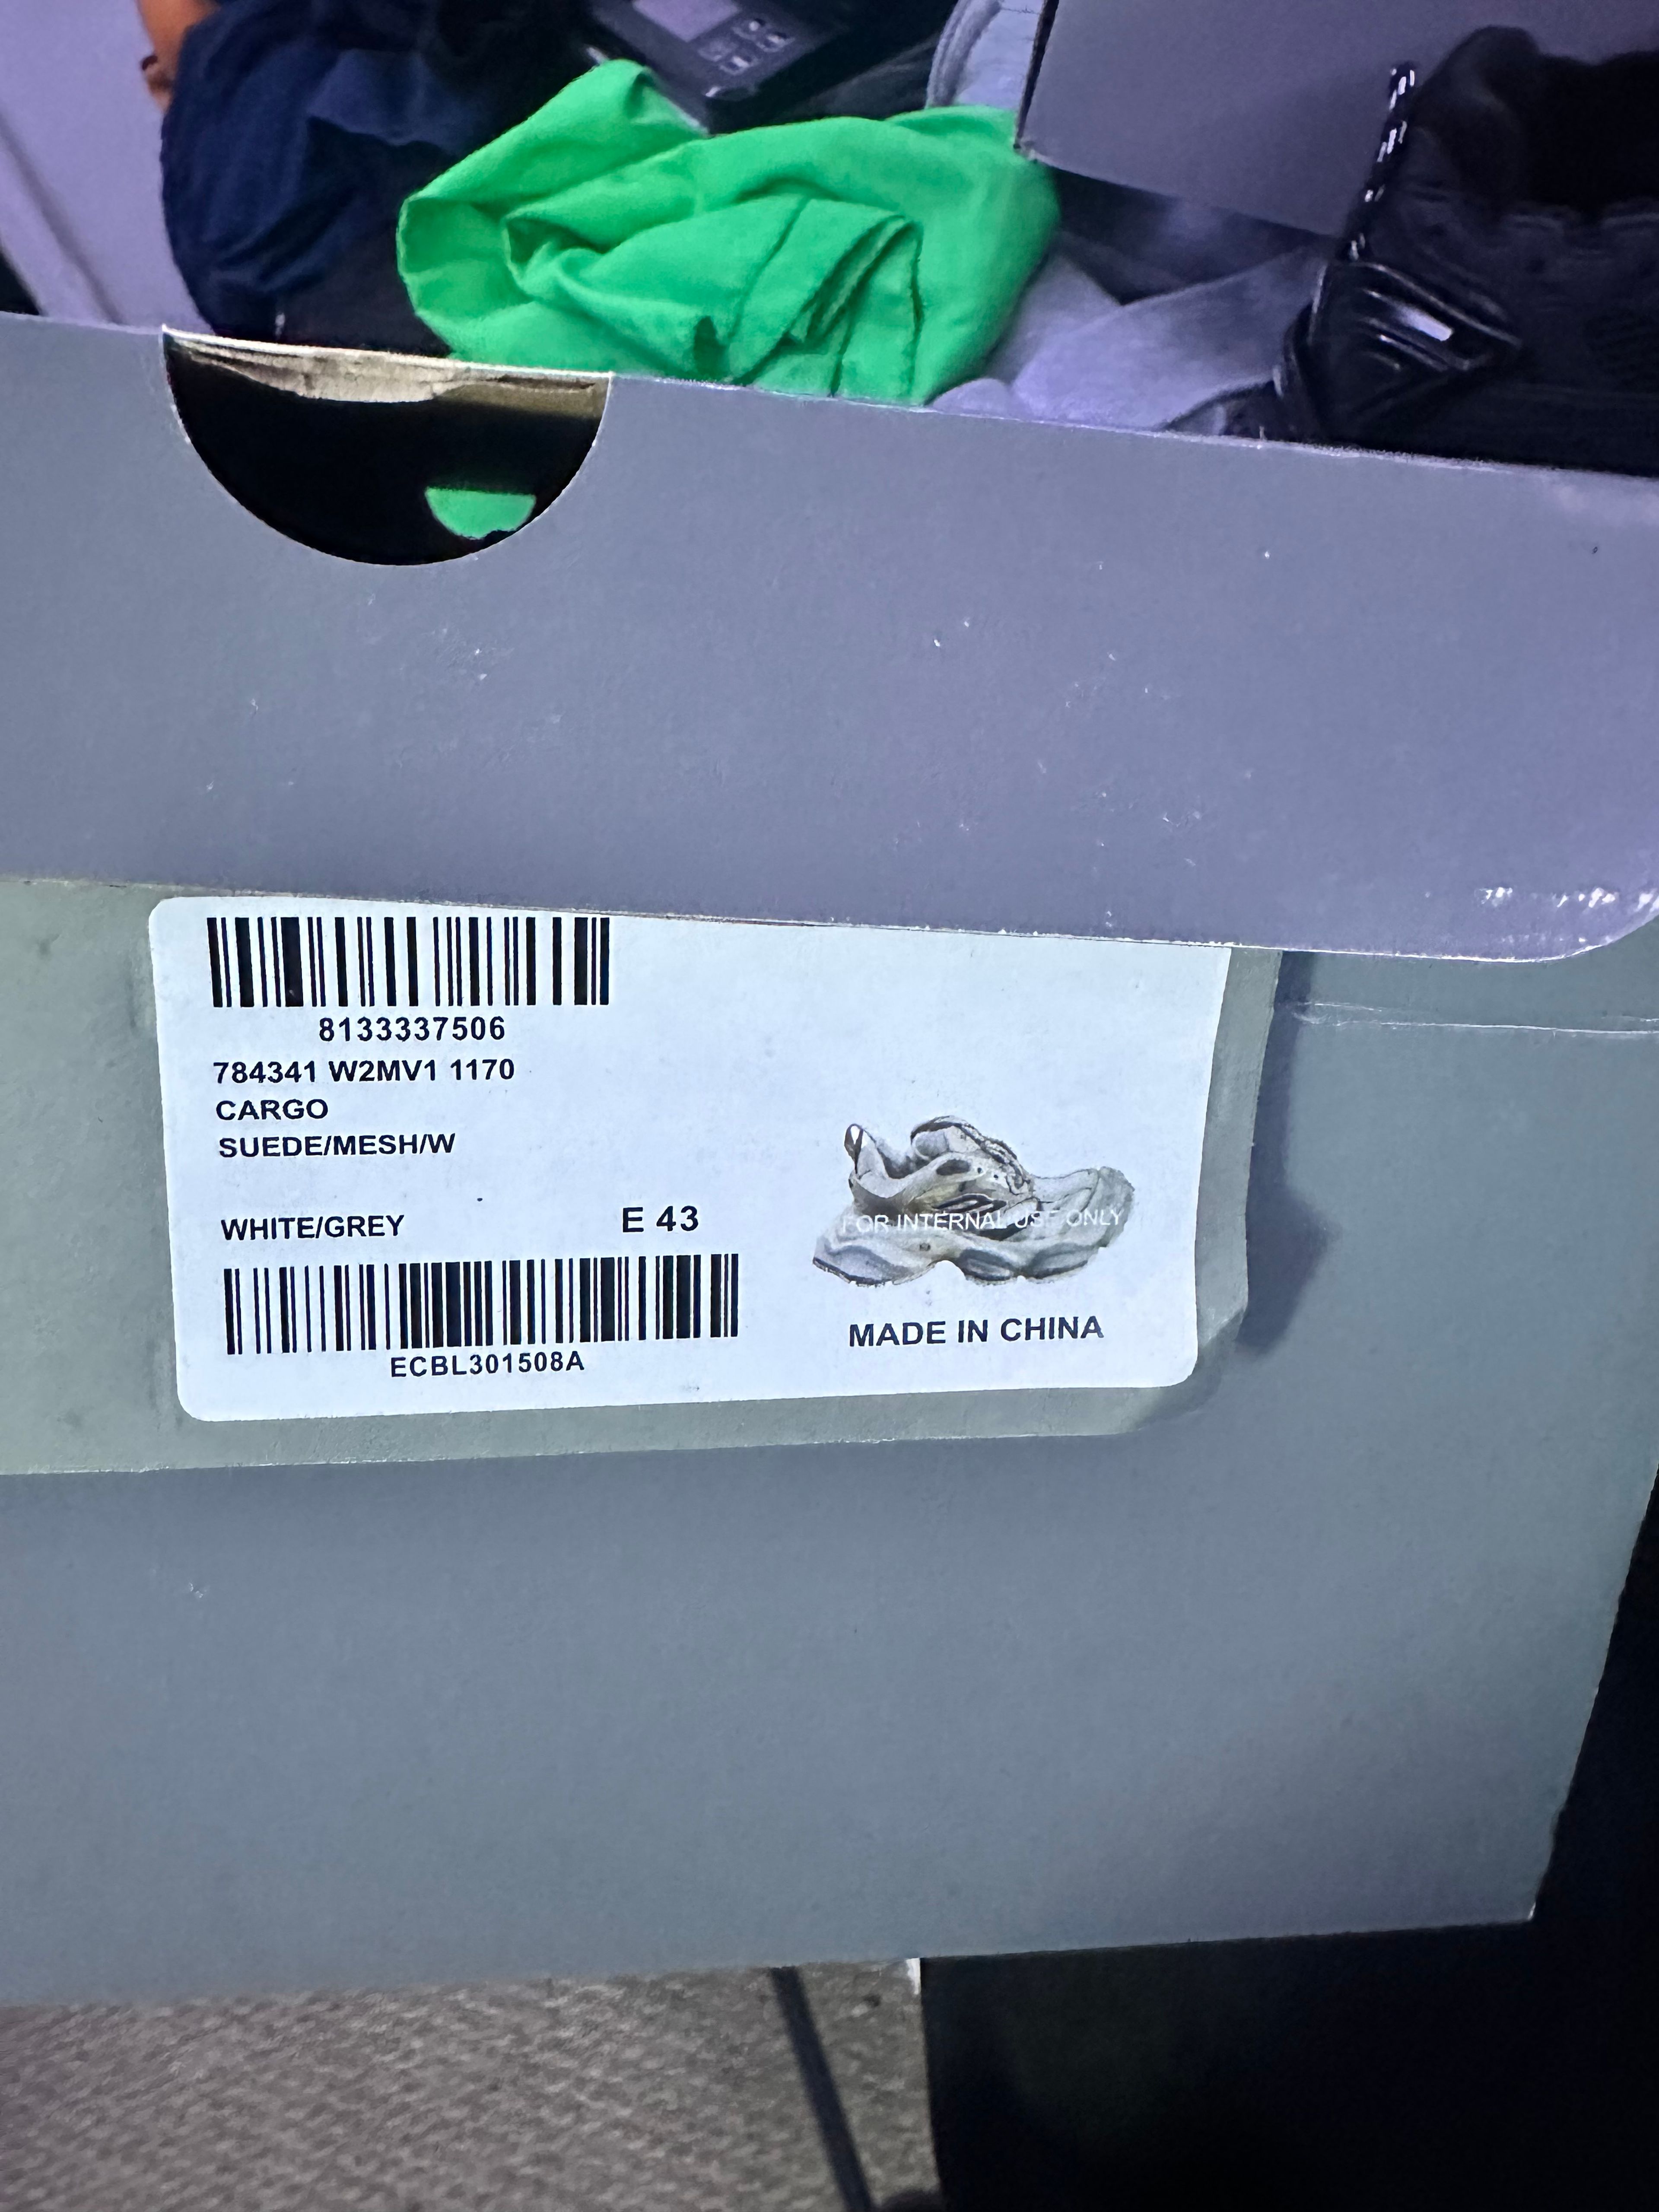 8133337506
784341 W2MV1 1170
CARGO
SUEDE/MESH/W
WHITE/GREY
E 43
FOR INTERNAL USE ONLY
ECBL301508A
MADE IN CHINA